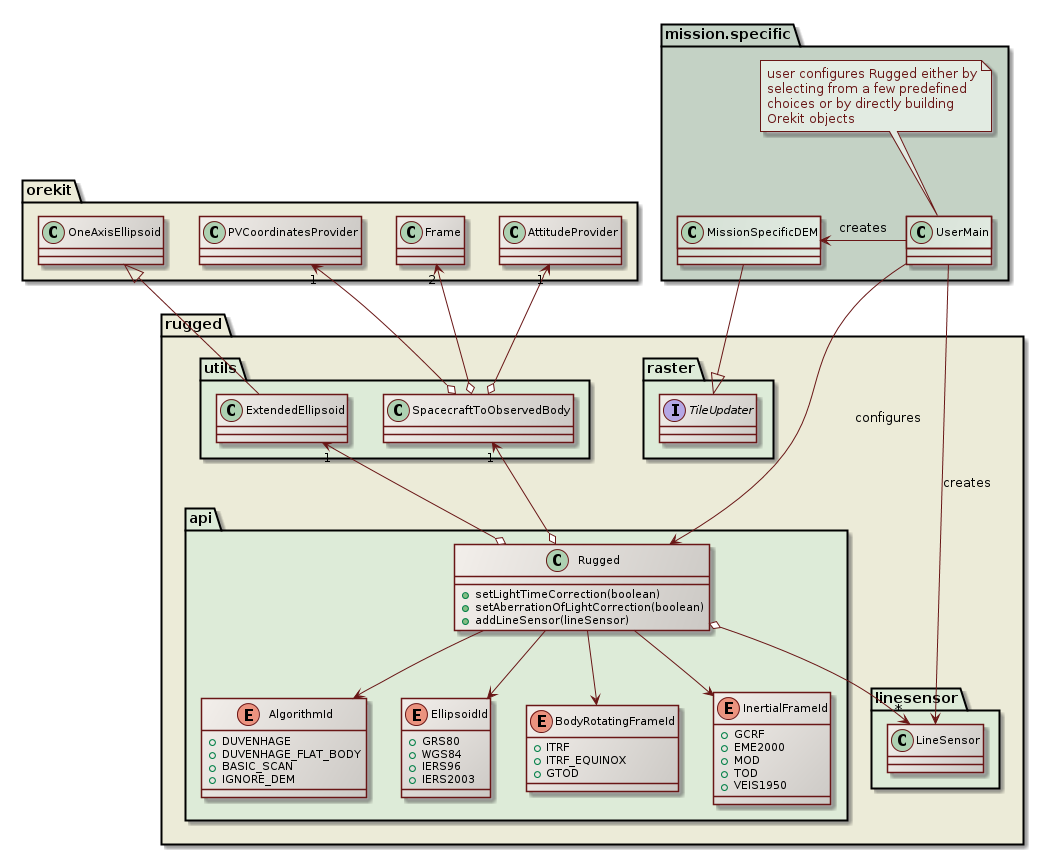 mission.specific
user configures Rugged either by
selecting from a few predefined
choices or by directly building
Orekit objects
orekit
C OneAxisEllipsoid
C PVCoordinatesProvider
C Frame
C AttitudeProvider
C MissionSpecificDEM
creates
C UserMain
1
2
1
rugged
utils
raster
C ExtendedEllipsoid
C SpacecraftToObservedBody
I TileUpdater
configures
1
1
creates
api
C Rugged
setLightTimeCorrection(boolean)
setAberrationOfLightCorrection(boolean)
addLineSensor(lineSensor)
linesensor
*
C LineSensor
E AlgorithmId
DUVENHAGE
DUVENHAGE_FLAT_BODY
BASIC_SCAN
IGNORE_DEM
E EllipsoidId
GRS80
WGS84
IERS96
IERS2003
E BodyRotatingFrameId
ITRF
ITRF_EQUINOX
GTOD
E InertialFrameId
GCRF
EME2000
MOD
TOD
VEIS1950